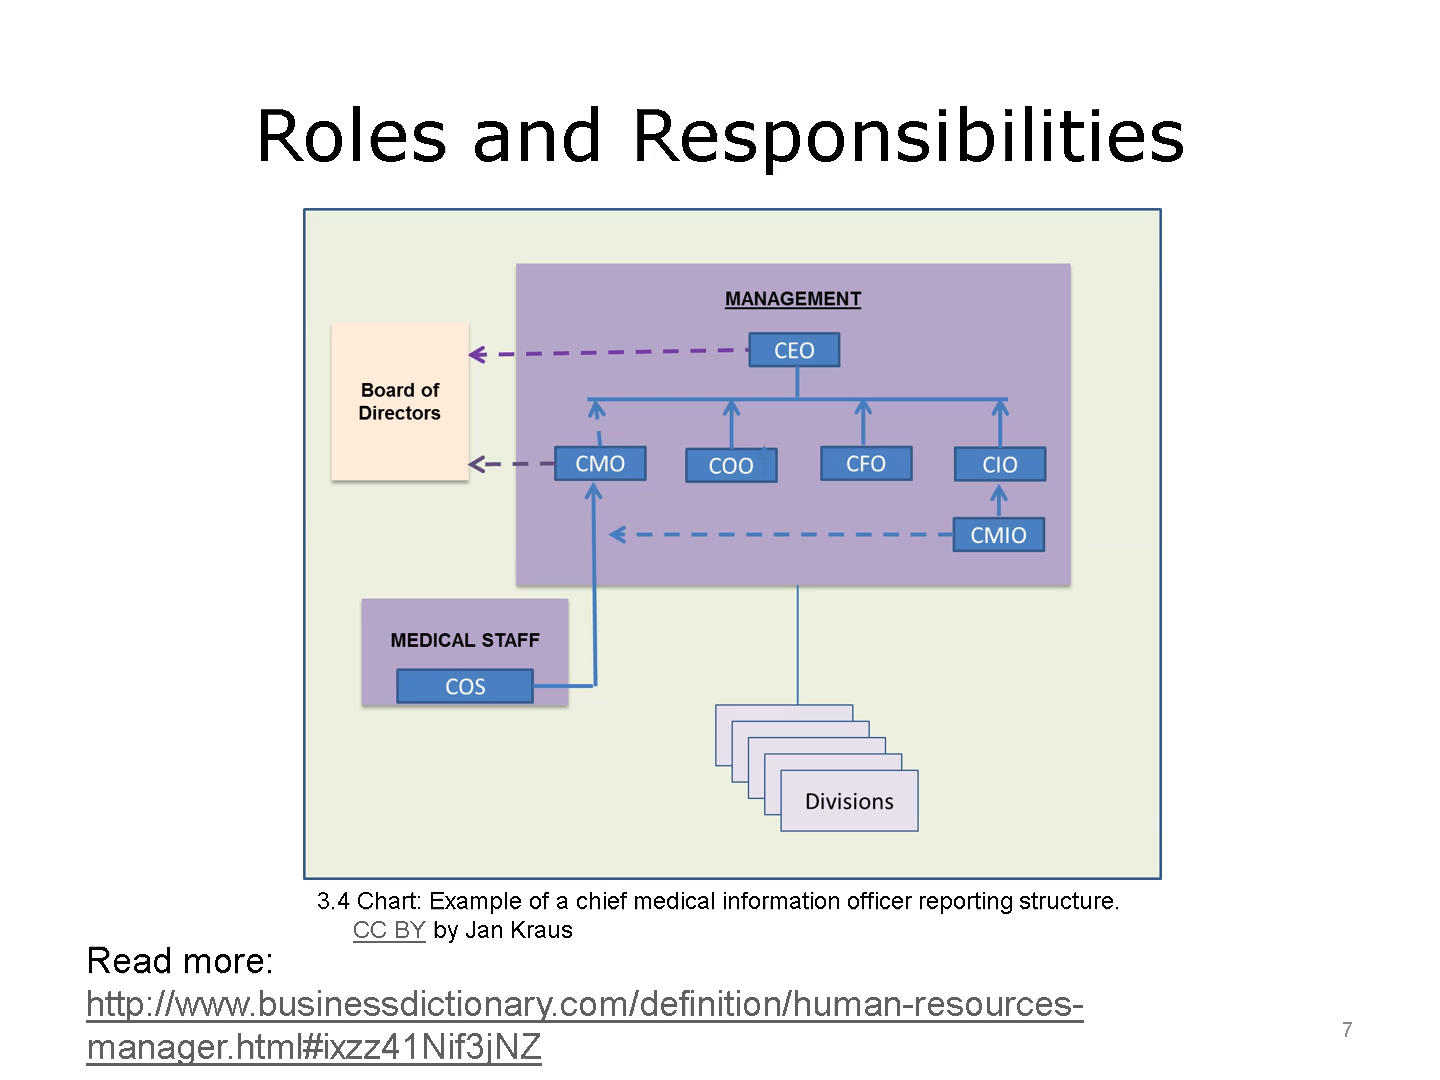 Roles and Responsibilities
MANAGEMENT
CEO
Board of
Directors
CMO
COO
CFO
CIO
CMIO
MEDICAL STAFF
COS
Divisions
3.4 Chart: Example of a chief medical information officer reporting structure.
CC BY by Jan Kraus
Read more:
http://www.businessdictionary.com/definition/human-resources-
manager.html#ixzz41Nif3jNZ
7